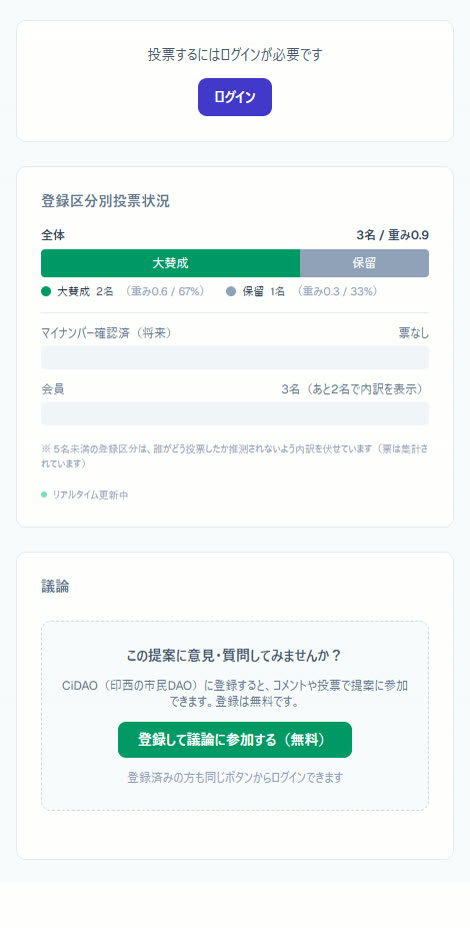 投票するにはログインが必要です
ログイン
登録区分別投票状況
全体 3名 / 重み0.9
大賛成 保留
大賛成 2名 （重み0.6 / 67%） 保留 1名 （重み0.3 / 33%）
マイナンバー確認済（将来） 票なし
会員 3名（あと2名で内訳を表示）
※ 5名未満の登録区分は、誰がどう投票したか推測されないよう内訳を伏せています（票は集計さ
れています）
リアルタイム更新中
議論
この提案に意見・質問してみませんか？
CiDAO（印西の市民DAO）に登録すると、コメントや投票で提案に参加
できます。登録は無料です。
登録して議論に参加する（無料）
登録済みの方も同じボタンからログインできます